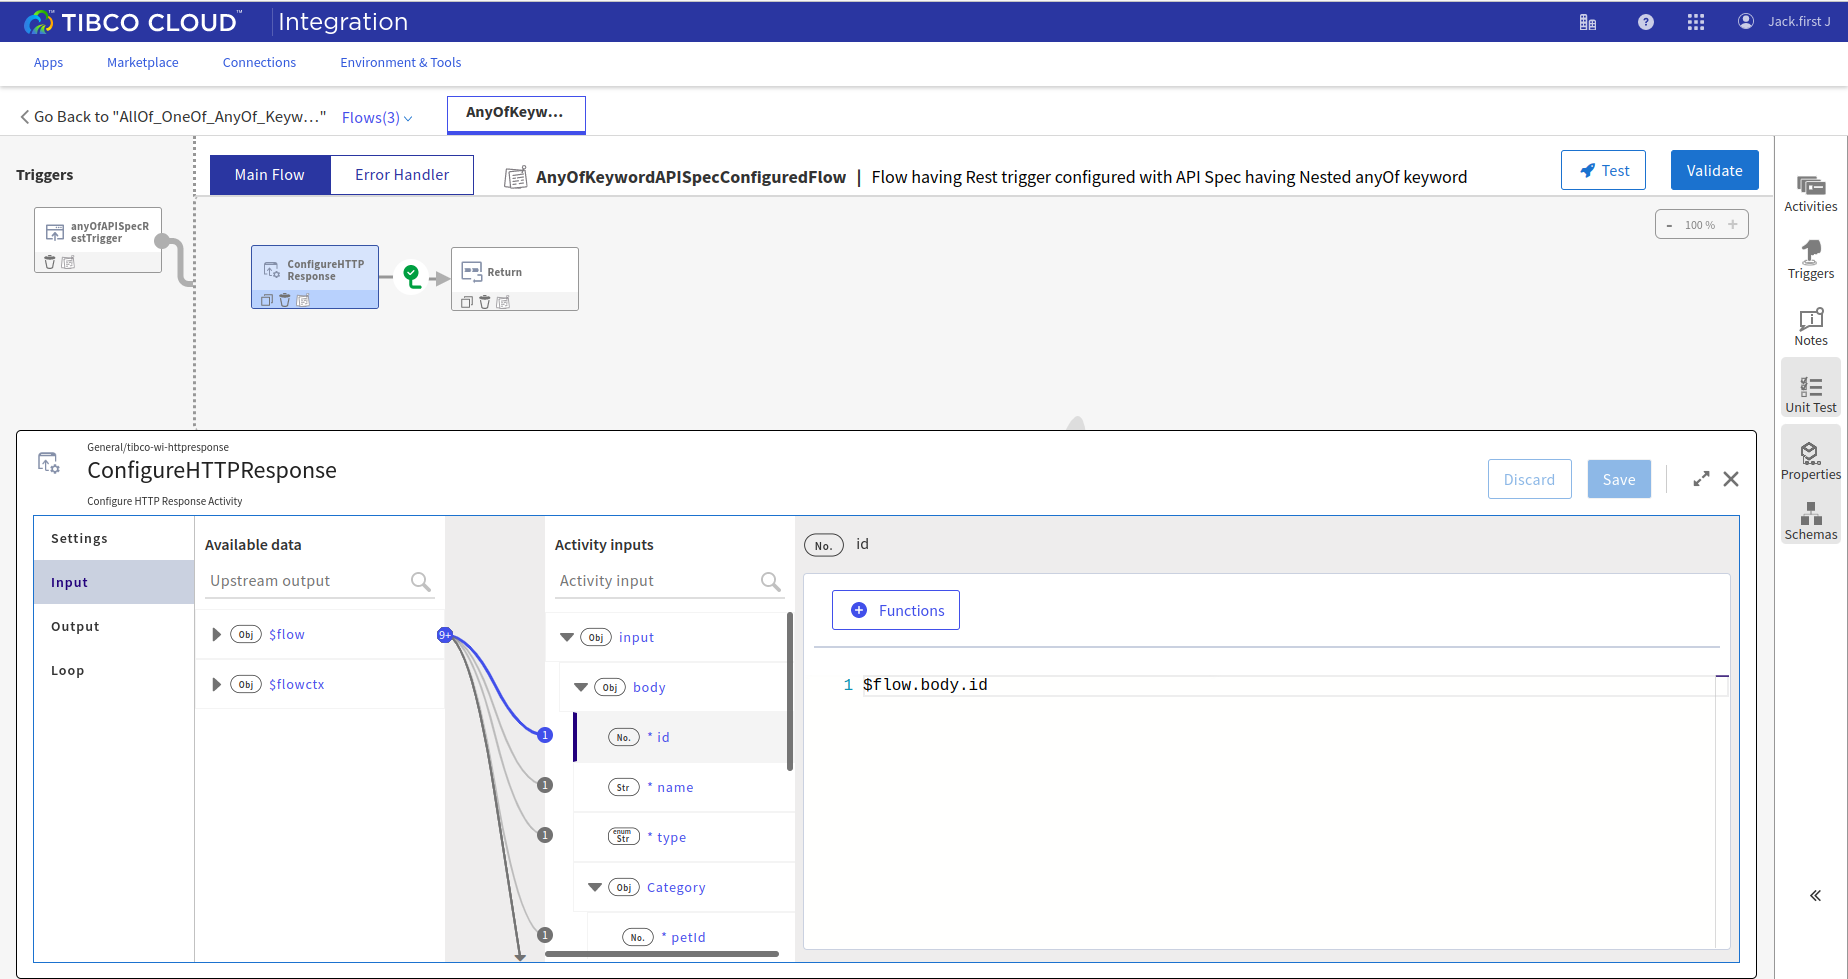 TIBCO CLOUD™ Integration
Jack.first J
Apps Marketplace Connections Environment & Tools
Go Back to "AllOf_OneOf_AnyOf_Keyw..." Flows(3) AnyOfKeyw...
Triggers
Main Flow Error Handler AnyOfKeywordAPISpecConfiguredFlow | Flow having Rest trigger configured with API Spec having Nested anyOf keyword Test Validate
anyOfAPISpecR
estTrigger
- 100 % +
ConfigureHTTP
Response
Return
Activities
Triggers
Notes
Unit Test
Properties
Schemas
General/tibco-wi-httpresponse
ConfigureHTTPResponse
Configure HTTP Response Activity
Discard Save
Settings
Input
Output
Loop
Available data
Upstream output
Obj $flow
Obj $flowctx
9+
1
1
1
1
Activity inputs
Activity input
Obj input
Obj body
No. * id
Str * name
enum Str * type
Obj Category
No. * petId
No. id
Functions
1 $flow.body.id